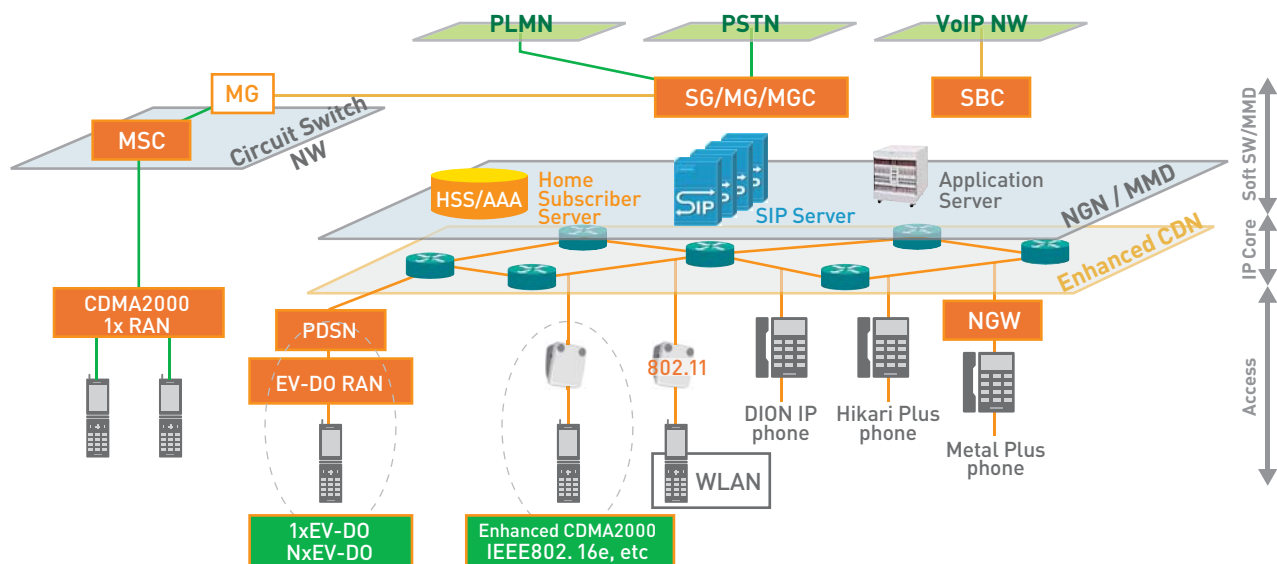 PLMN
PSTN
VoIP NW
MG
SG/MG/MGC
SBC
MSC
Circuit Switch
NW
HSS/AAA
Home
Subscriber
Server
SIP
SIP Server
Application
Server
NGN / MMD
Enhanced CDN
Soft SW/MMD
IP Core
Access
CDMA2000
1x RAN
PDSN
EV-DO RAN
802.11
NGW
DION IP
phone
Hikari Plus
phone
Metal Plus
phone
WLAN
1xEV-DO
NxEV-DO
Enhanced CDMA2000
IEEE802. 16e, etc